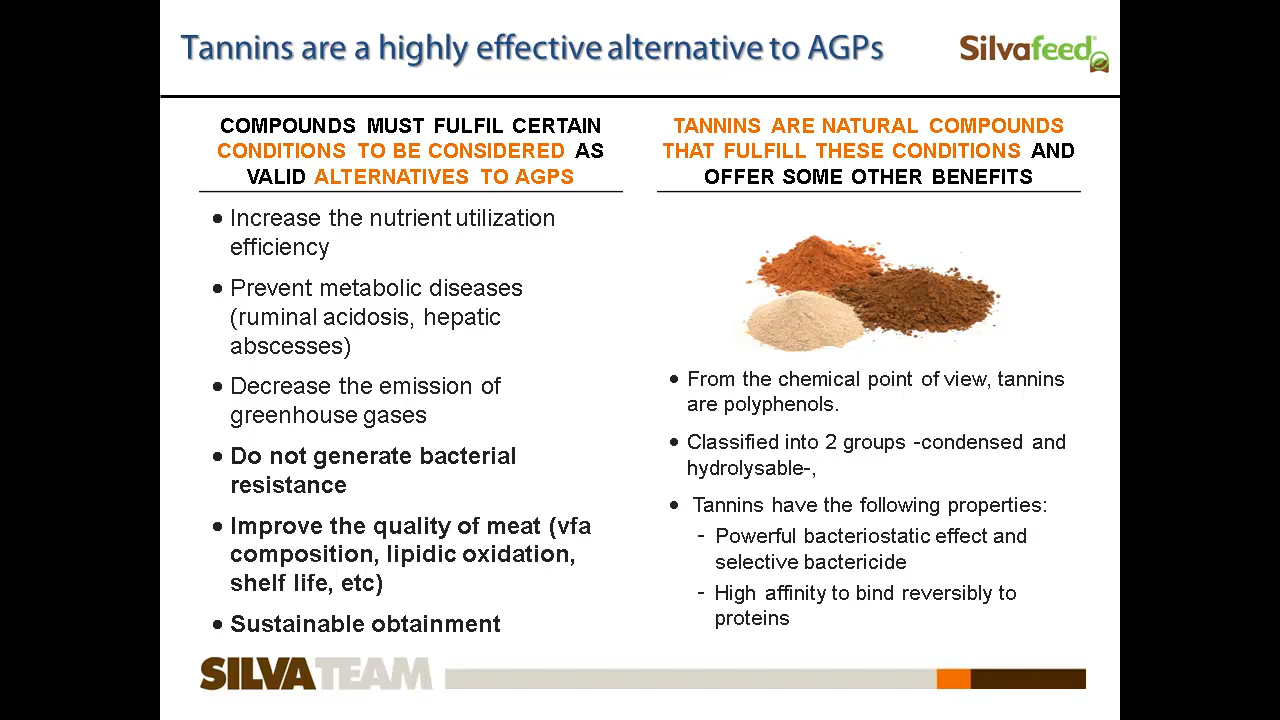 Tannins are a highly effective alternative to AGPs
Silvafeed®
COMPOUNDS MUST FULFIL CERTAIN
CONDITIONS TO BE CONSIDERED AS
VALID ALTERNATIVES TO AGPS
• Increase the nutrient utilization
efficiency
• Prevent metabolic diseases
(ruminal acidosis, hepatic
abscesses)
• Decrease the emission of
greenhouse gases
• Do not generate bacterial
resistance
• Improve the quality of meat (vfa
composition, lipidic oxidation,
shelf life, etc)
• Sustainable obtainment
TANNINS ARE NATURAL COMPOUNDS
THAT FULFILL THESE CONDITIONS AND
OFFER SOME OTHER BENEFITS
• From the chemical point of view, tannins
are polyphenols.
• Classified into 2 groups -condensed and
hydrolysable-,
• Tannins have the following properties:
- Powerful bacteriostatic effect and
selective bactericide
- High affinity to bind reversibly to
proteins
SILVATEAM